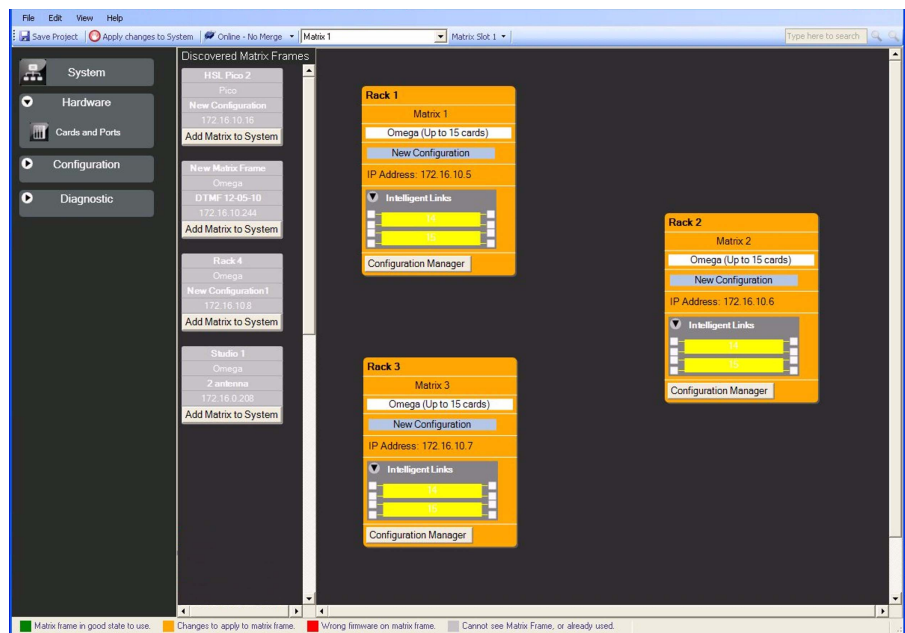 File Edit View Help
Save Project Apply changes to System Online - No Merge Matrix 1 Matrix Slot 1 Type here to search
System
Hardware
Cards and Ports
Configuration
Diagnostic
Discovered Matrix Frames
HSL Pico 2
Pico
New Configuration
172.16.10.16
Add Matrix to System
New Matrix Frame
Omega
DTMF 12-05-10
172.16.10.244
Add Matrix to System
Rack 4
Omega
New Configuration1
172.16.10.8
Add Matrix to System
Studio 1
Omega
2 antenna
172.16.0.208
Add Matrix to System
Rack 1
Matrix 1
Omega (Up to 15 cards)
New Configuration
IP Address: 172.16.10.5
Intelligent Links
14
15
Configuration Manager
Rack 2
Matrix 2
Omega (Up to 15 cards)
New Configuration
IP Address: 172.16.10.6
Intelligent Links
14
15
Configuration Manager
Rack 3
Matrix 3
Omega (Up to 15 cards)
New Configuration
IP Address: 172.16.10.7
Intelligent Links
14
15
Configuration Manager
Matrix frame in good state to use. Changes to apply to matrix frame. Wrong firmware on matrix frame. Cannot see Matrix Frame, or already used.